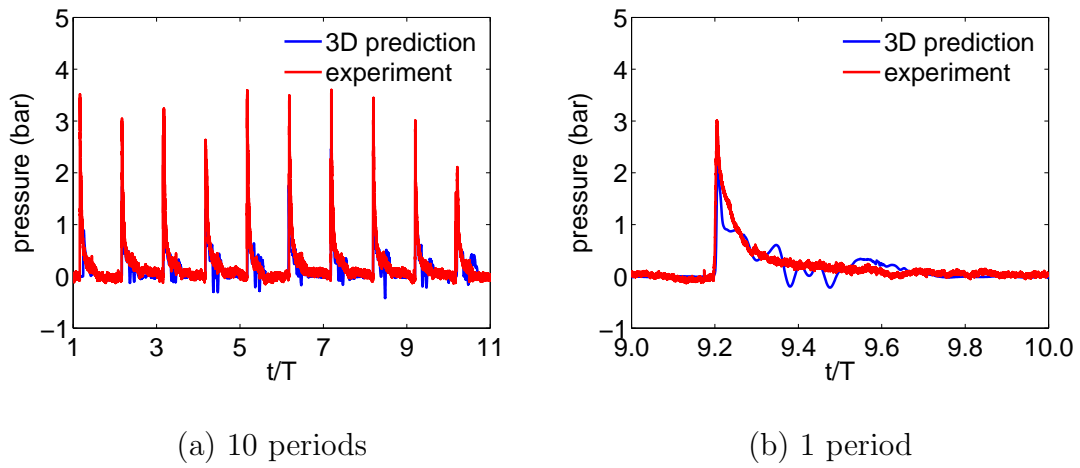 5
4
3
2
1
0
−1
pressure (bar)
3D prediction
experiment
1 3 5 7 9 11
t/T
(a) 10 periods
5
4
3
2
1
0
−1
pressure (bar)
3D prediction
experiment
9.0 9.2 9.4 9.6 9.8 10.0
t/T
(b) 1 period